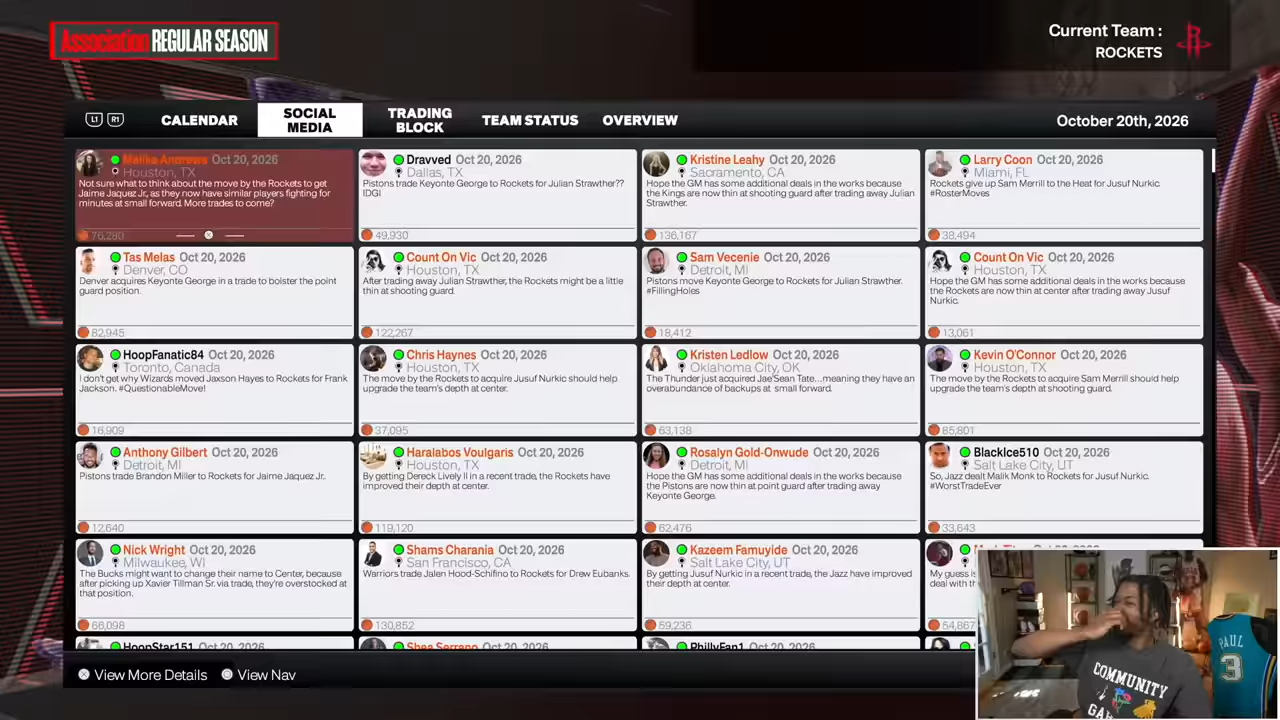 Association REGULAR SEASON
Current Team :
ROCKETS
L1 R1 CALENDAR SOCIAL MEDIA TRADING BLOCK TEAM STATUS OVERVIEW October 20th, 2026
Malika Andrews Oct 20, 2026
Houston, TX
Not sure what to think about the move by the Rockets to get
Jaime Jaquez Jr., as they now have similar players fighting for
minutes at small forward. More trades to come?
76,280
Dravved Oct 20, 2026
Dallas, TX
Pistons trade Keyonte George to Rockets for Julian Strawther??
IDGI
49,930
Kristine Leahy Oct 20, 2026
Sacramento, CA
Hope the GM has some additional deals in the works because
the Kings are now thin at shooting guard after trading away Julian
Strawther.
136,167
Larry Coon Oct 20, 2026
Miami, FL
Rockets give up Sam Merrill to the Heat for Jusuf Nurkic.
#RosterMoves
38,494
Tas Melas Oct 20, 2026
Denver, CO
Denver acquires Keyonte George in a trade to bolster the point
guard position.
82,945
Count On Vic Oct 20, 2026
Houston, TX
After trading away Julian Strawther, the Rockets might be a little
thin at shooting guard.
122,267
Sam Vecenie Oct 20, 2026
Detroit, MI
Pistons move Keyonte George to Rockets for Julian Strawther.
#FillingHoles
18,412
Count On Vic Oct 20, 2026
Houston, TX
Hope the GM has some additional deals in the works because
the Rockets are now thin at center after trading away Jusuf
Nurkic.
13,061
HoopFanatic84 Oct 20, 2026
Toronto, Canada
I don't get why Wizards moved Jaxson Hayes to Rockets for Frank
Jackson. #QuestionableMove!
16,909
Chris Haynes Oct 20, 2026
Houston, TX
The move by the Rockets to acquire Jusuf Nurkic should help
upgrade the team's depth at center.
37,095
Kristen Ledlow Oct 20, 2026
Oklahoma City, OK
The Thunder just acquired Jae'Sean Tate...meaning they have an
overabundance of backups at small forward.
63,138
Kevin O'Connor Oct 20, 2026
Houston, TX
The move by the Rockets to acquire Sam Merrill should help
upgrade the team's depth at shooting guard.
85,801
Anthony Gilbert Oct 20, 2026
Detroit, MI
Pistons trade Brandon Miller to Rockets for Jaime Jaquez Jr..
12,640
Haralabos Voulgaris Oct 20, 2026
Houston, TX
By getting Dereck Lively II in a recent trade, the Rockets have
improved their depth at center.
119,120
Rosalyn Gold-Onwude Oct 20, 2026
Detroit, MI
Hope the GM has some additional deals in the works because
the Pistons are now thin at point guard after trading away
Keyonte George.
62,476
BlackIce510 Oct 20, 2026
Salt Lake City, UT
So, Jazz dealt Malik Monk to Rockets for Jusuf Nurkic.
#WorstTradeEver
33,643
Nick Wright Oct 20, 2026
Milwaukee, WI
The Bucks might want to change their name to Center, because
after picking up Xavier Tillman Sr. via trade, they're overstocked at
that position.
66,098
Shams Charania Oct 20, 2026
San Francisco, CA
Warriors trade Jalen Hood-Schifino to Rockets for Drew Eubanks.
130,852
Kazeem Famuyide Oct 20, 2026
Salt Lake City, UT
By getting Jusuf Nurkic in a recent trade, the Jazz have improved
their depth at center.
59,236
My guess is
deal with th
54,867
HoopStar151 Oct 20, 2026
Shea Serrano Oct 20, 2026
PhillyFan1 Oct 20, 2026
View More Details View Nav
COMMUNITY
GA
PAUL
3